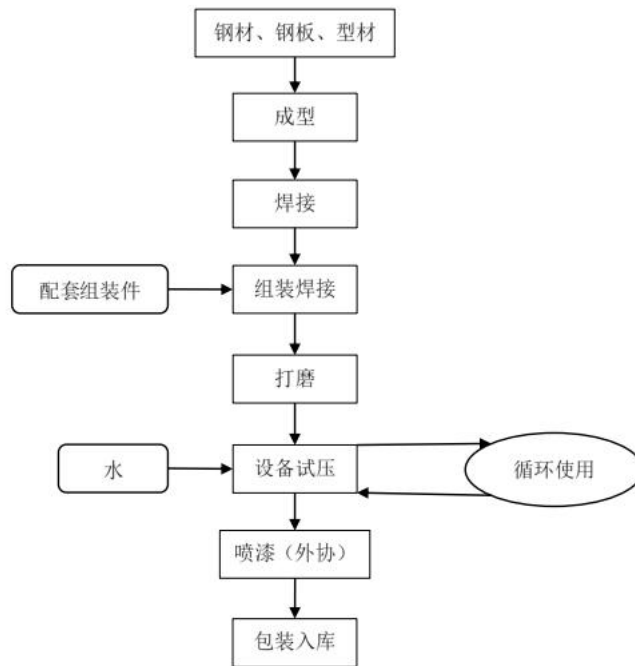 钢材、钢板、型材
成型
焊接
配套组装件
组装焊接
打磨
水
设备试压
循环使用
喷漆（外协）
包装入库